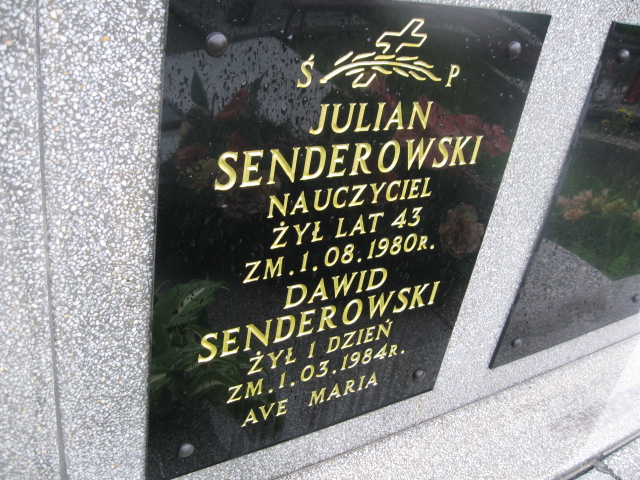 Ś P
JULIAN
SENDEROWSKI
NAUCZYCIEL
ŻYŁ LAT 43
ZM.1.08.1980R.
DAWID
SENDEROWSKI
ŻYŁ 1 DZIEŃ
ZM.1.03.1984R.
AVE MARIA